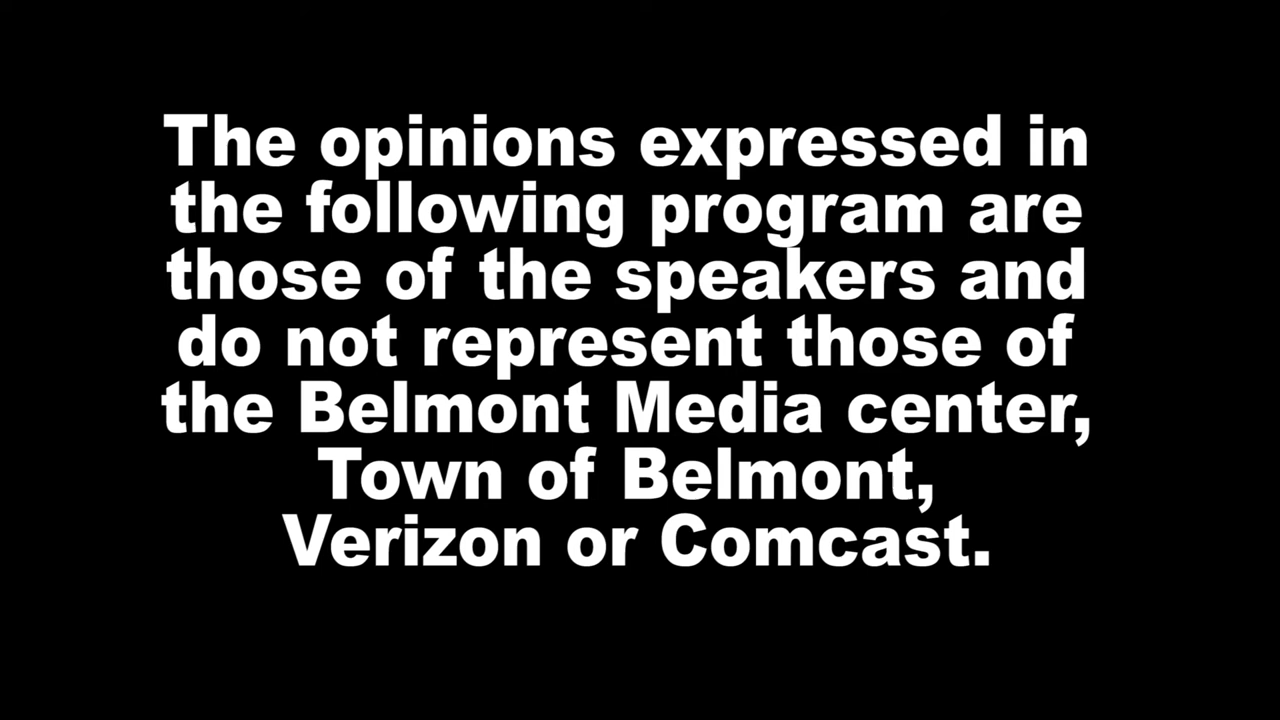 The opinions expressed in
the following program are
those of the speakers and
do not represent those of
the Belmont Media center,
Town of Belmont,
Verizon or Comcast.